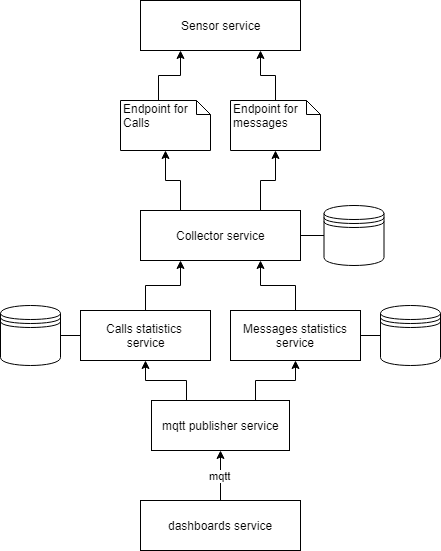 Sensor service
Endpoint for
Calls
Endpoint for
messages
Collector service
Calls statistics
service
Messages statistics
service
mqtt publisher service
mqtt
dashboards service